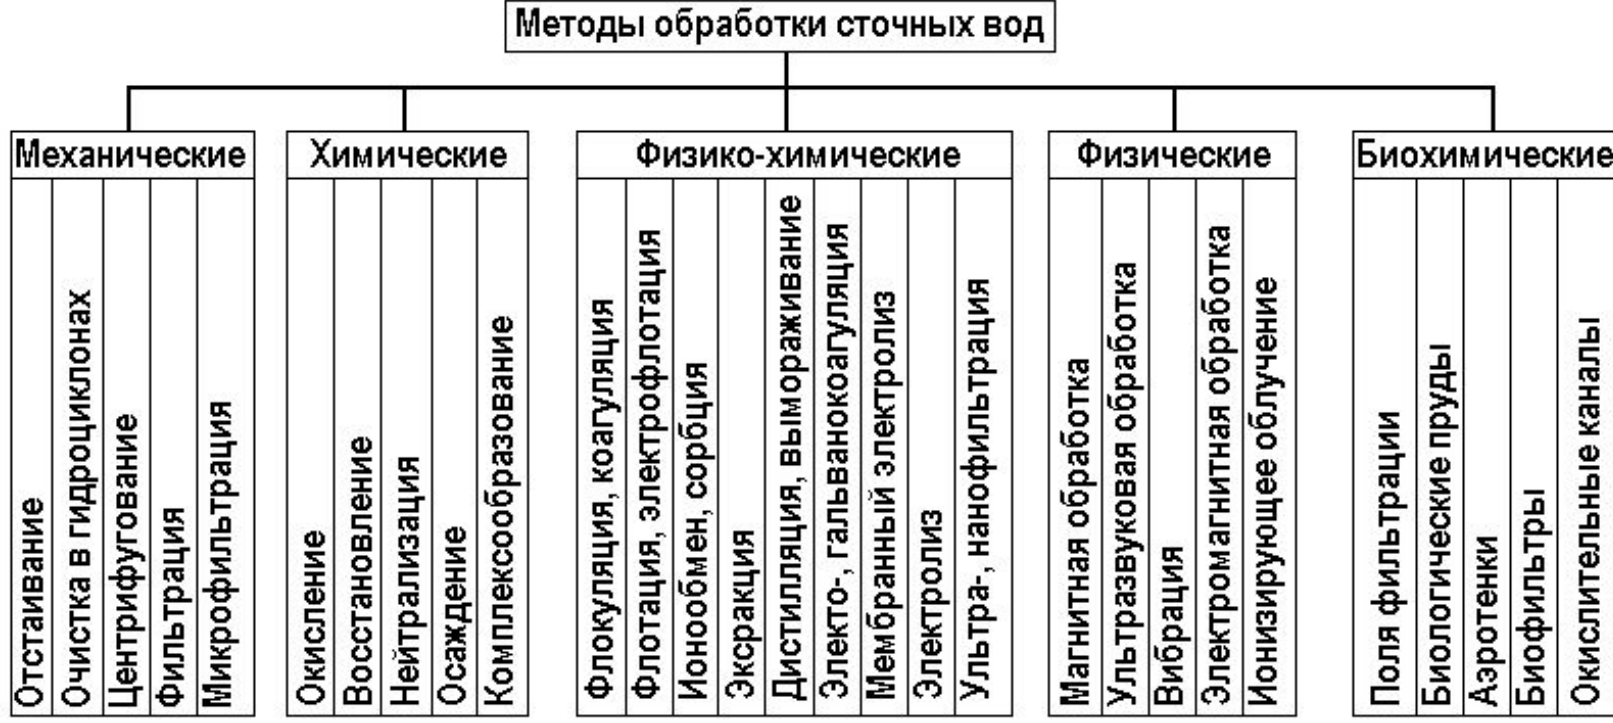 Методы обработки сточных вод
Механические
Отстаивание
Очистка в гидроциклонах
Центрифугование
Фильтрация
Микрофильтрация
Химические
Окисление
Восстановление
Нейтрализация
Осаждение
Комплексообразование
Физико-химические
Флокуляция, коагуляция
Флотация, электрофлотация
Ионообмен, сорбция
Эксракция
Дистилляция, вымораживание
Электо-, гальванокоагуляция
Мембранный электролиз
Электролиз
Ультра-, нанофильтрация
Физические
Магнитная обработка
Ультразвуковая обработка
Вибрация
Электромагнитная обработка
Ионизирующее облучение
Биохимические
Поля фильтрации
Биологические пруды
Аэротенки
Биофильтры
Окислительные каналы